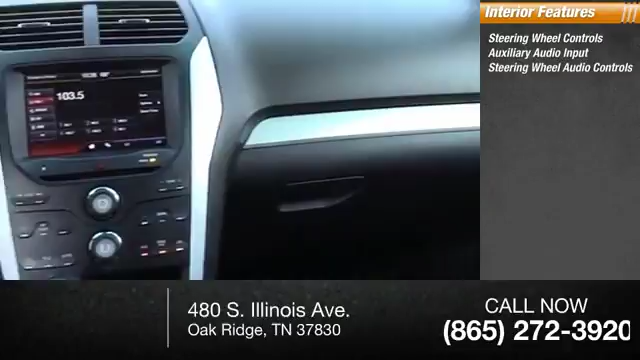 Interior Features
Steering Wheel Controls
Auxiliary Audio Input
Steering Wheel Audio Controls
103.5
480 S. Illinois Ave.
Oak Ridge, TN 37830
CALL NOW
(865) 272-3920